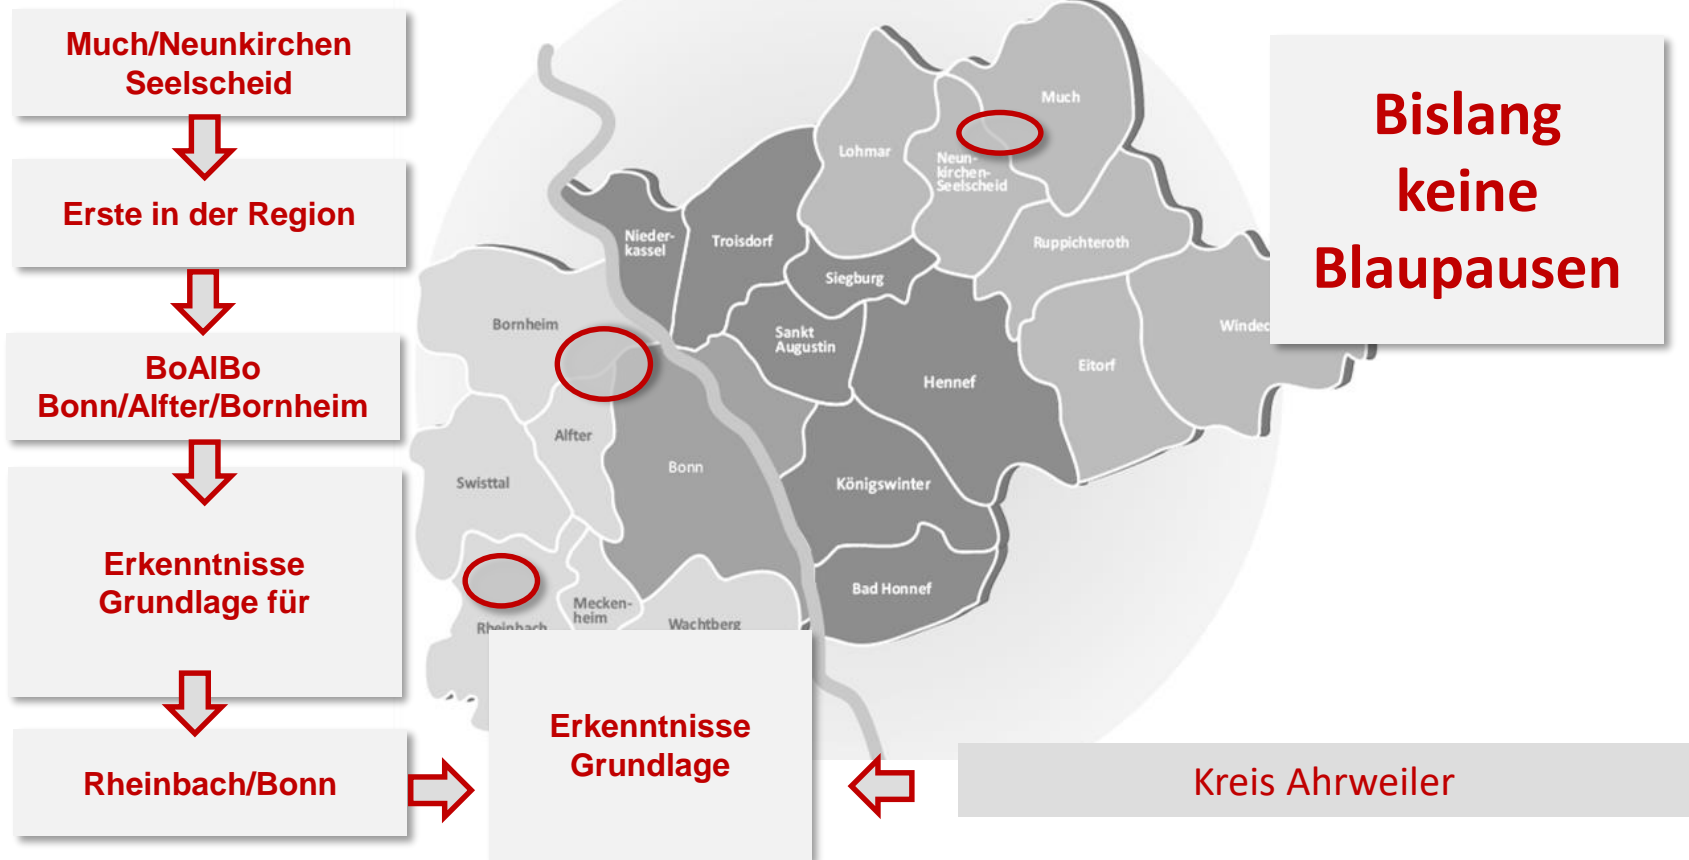 Much/Neunkirchen
Seelscheid
Erste in der Region
BoAlBo
Bonn/Alfter/Bornheim
Erkenntnisse
Grundlage für
Rheinbach/Bonn
Erkenntnisse
Grundlage
Kreis Ahrweiler
Bislang
keine
Blaupausen
Much
Lohmar
Neun-
kirchen-
Seelscheid
Nieder-
kassel
Troisdorf
Ruppichteroth
Siegburg
Bornheim
Sankt
Augustin
Windec
Eitorf
Hennef
Alfter
Bonn
Swisttal
Königswinter
Bad Honnef
Mecken-
heim
Rheinbach
Wachtberg